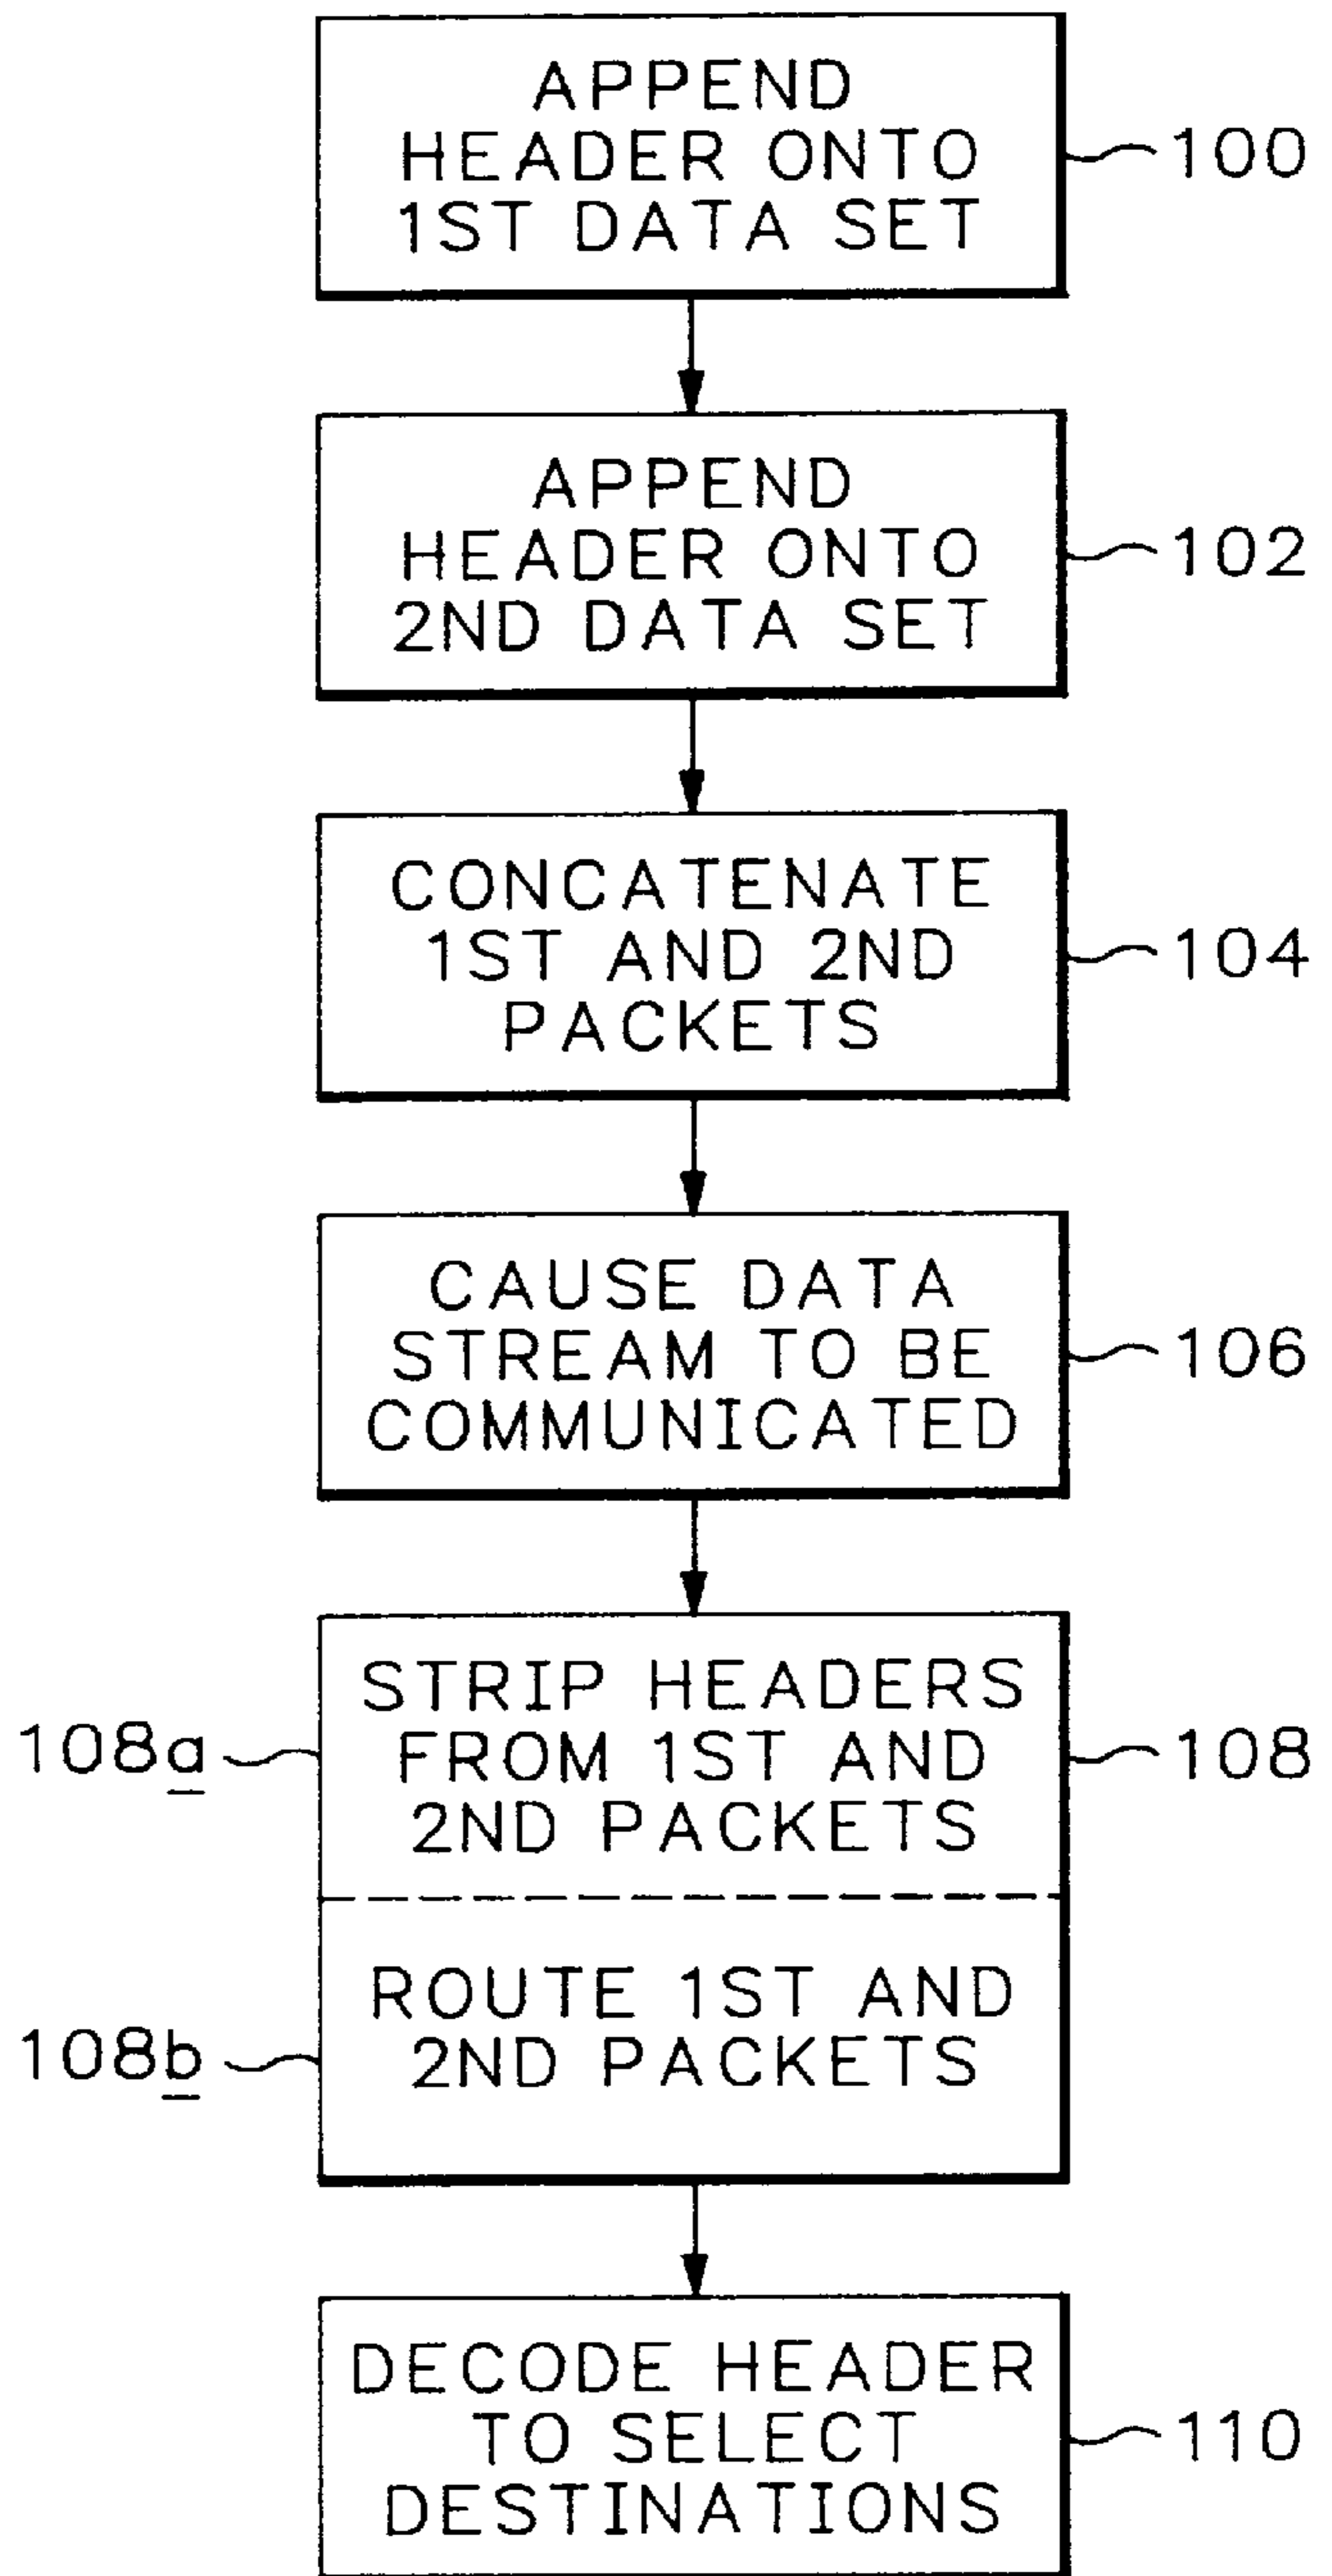 APPEND
HEADER ONTO
1ST DATA SET
100
APPEND
HEADER ONTO
2ND DATA SET
102
CONCATENATE
1ST AND 2ND
PACKETS
104
CAUSE DATA
STREAM TO BE
COMMUNICATED
106
STRIP HEADERS
FROM 1ST AND
2ND PACKETS
108a
108
ROUTE 1ST AND
2ND PACKETS
108b
DECODE HEADER
TO SELECT
DESTINATIONS
110